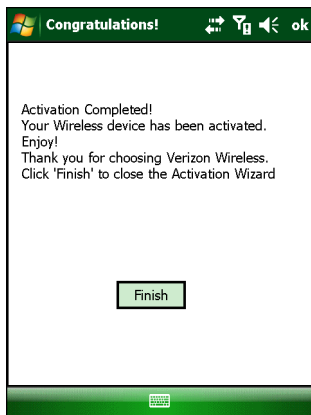 Congratulations! ok
Activation Completed!
Your Wireless device has been activated.
Enjoy!
Thank you for choosing Verizon Wireless.
Click 'Finish' to close the Activation Wizard
Finish